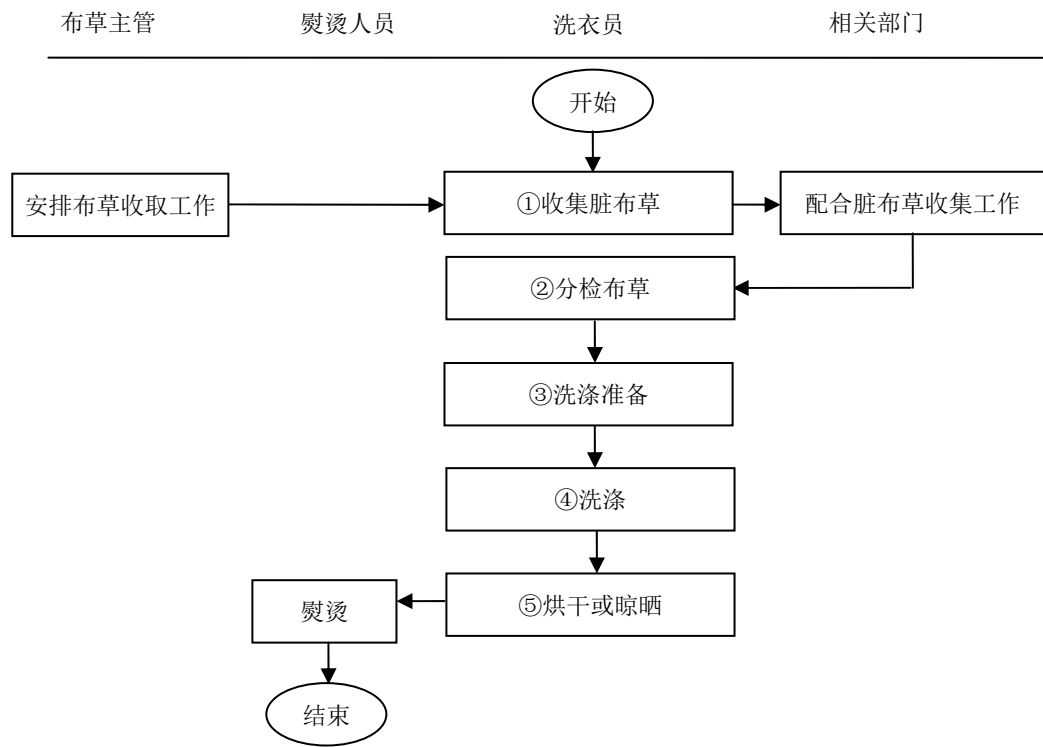 布草主管 熨烫人员 洗衣员 相关部门
开始
安排布草收取工作 ①收集脏布草 配合脏布草收集工作
②分检布草
③洗涤准备
④洗涤
熨烫 ⑤烘干或晾晒
结束